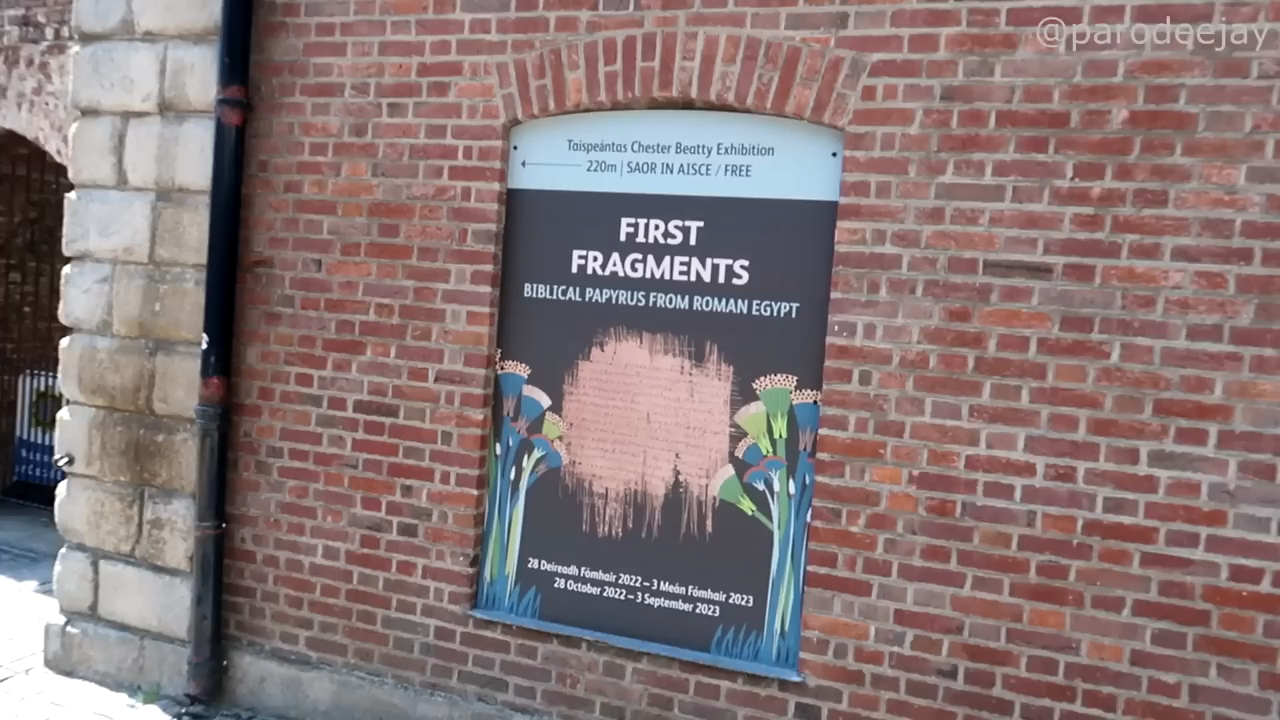 @parodeejay
Taispeántas Chester Beatty Exhibition
220m | SAOR IN AISCE / FREE
FIRST
FRAGMENTS
BIBLICAL PAPYRUS FROM ROMAN EGYPT
28 Deireadh Fómhair 2022 – 3 Meán Fómhair 2023
28 October 2022 – 3 September 2023